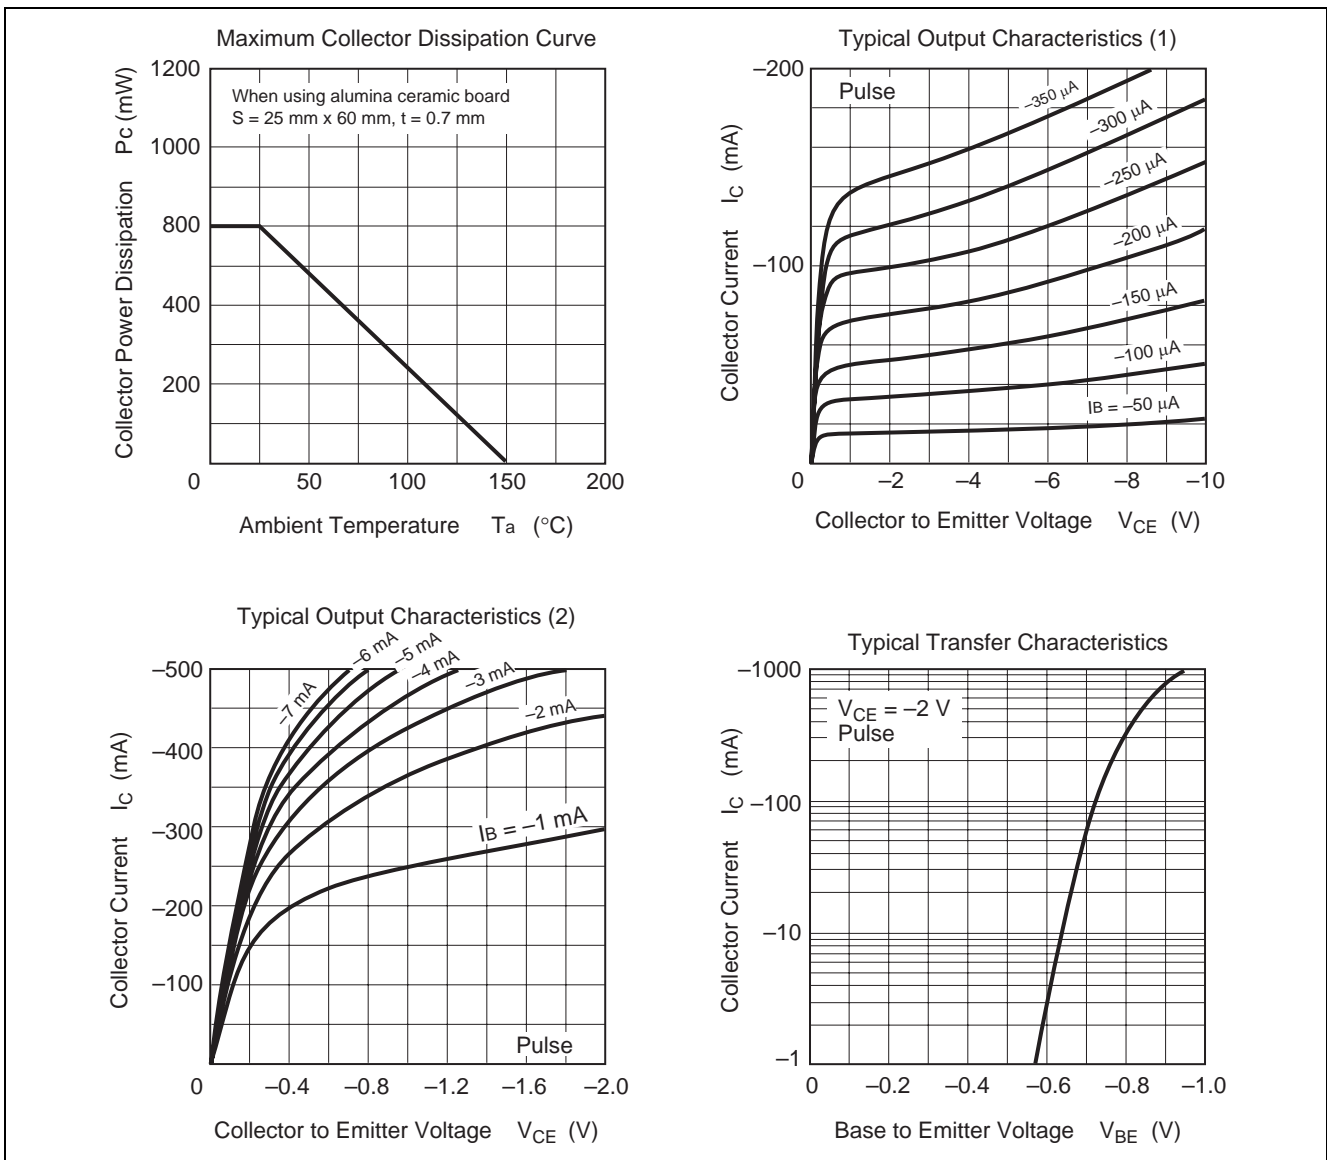 Maximum Collector Dissipation Curve
1200
1000
800
400
200
0
50
100
150
200
Collector Power Dissipation Pc (mW)
When using alumina ceramic board
S = 25 mm x 60 mm, t = 0.7 mm
Ambient Temperature Ta (°C)
Typical Output Characteristics (1)
–200
–100
0
–2
–4
–6
–8
–10
Collector Current IC (mA)
Pulse
–350 μA
–300 μA
–250 μA
–200 μA
–150 μA
–100 μA
IB = –50 μA
Collector to Emitter Voltage VCE (V)
Typical Output Characteristics (2)
–500
–400
–300
–200
–100
0
–0.4
–0.8
–1.2
–1.6
–2.0
Collector Current IC (mA)
–7 mA
–6 mA
–5 mA
–4 mA
–3 mA
–2 mA
IB = –1 mA
Pulse
Collector to Emitter Voltage VCE (V)
Typical Transfer Characteristics
–1000
–100
–10
–1
0
–0.2
–0.4
–0.6
–0.8
–1.0
Collector Current IC (mA)
VCE = –2 V
Pulse
Base to Emitter Voltage VBE (V)